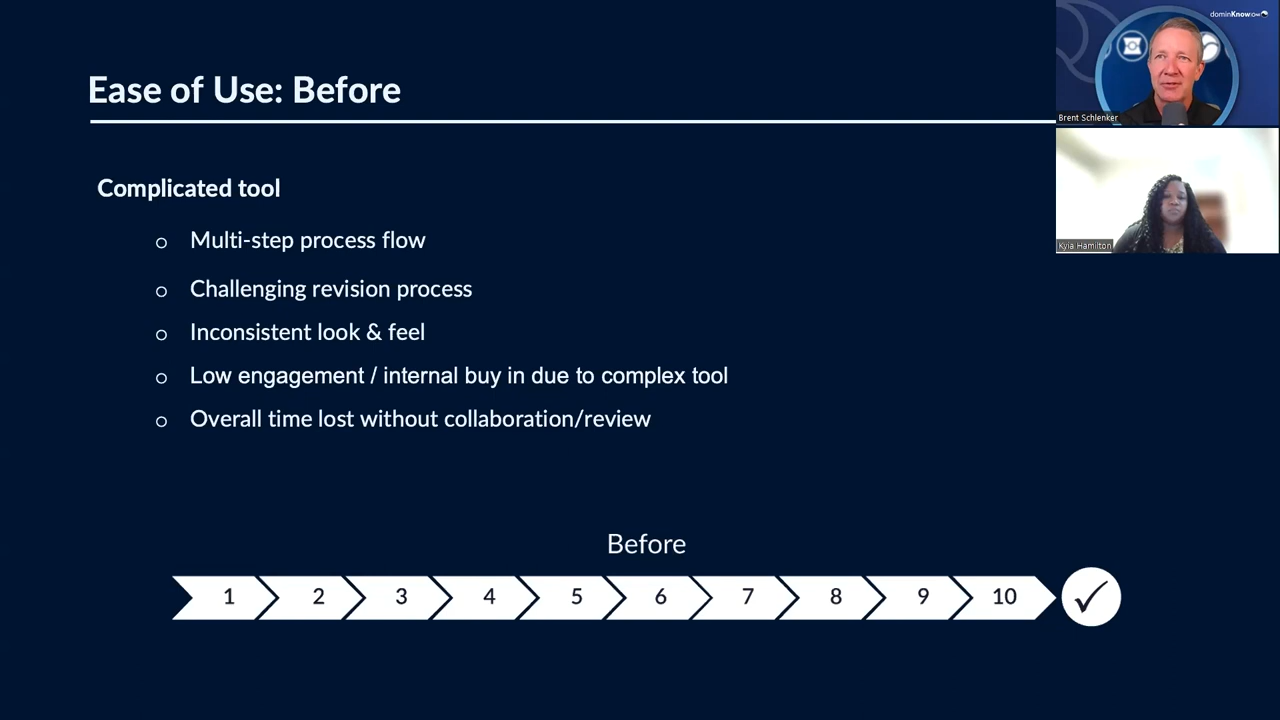 Ease of Use: Before
Complicated tool
Multi-step process flow
Challenging revision process
Inconsistent look & feel
Low engagement / internal buy in due to complex tool
Overall time lost without collaboration/review
Before
1 2 3 4 5 6 7 8 9 10
dominKnow
Brent Schlenker
Kyia Hamilton